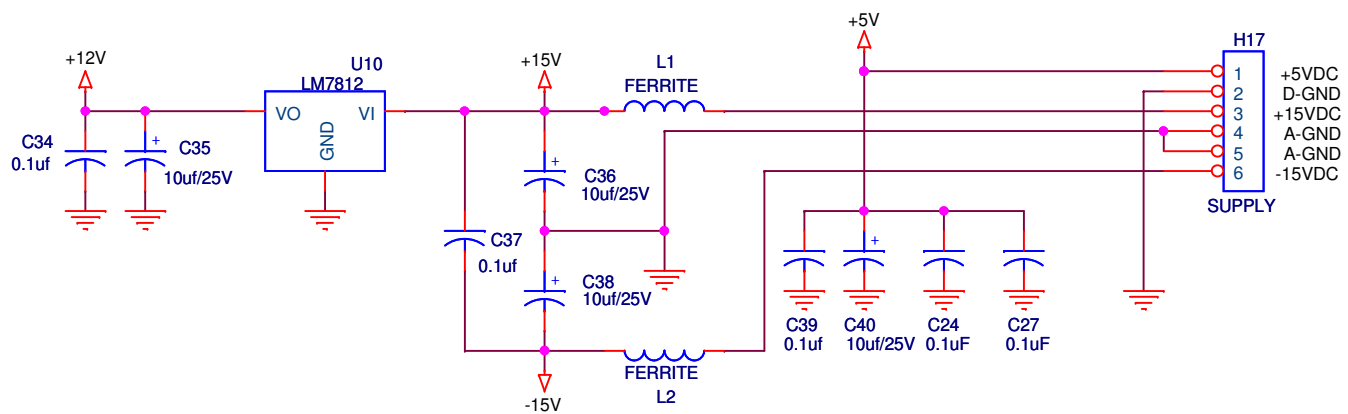 +12V
C34
0.1uf
C35
10uf/25V
U10
LM7812
VO
VI
GND
+15V
L1
FERRITE
+
+
C36
10uf/25V
C37
0.1uf
+
C38
10uf/25V
-15V
FERRITE
L2
+5V
+
C39
0.1uf
C40
10uf/25V
C24
0.1uF
C27
0.1uF
H17
1 +5VDC
2 D-GND
3 +15VDC
4 A-GND
5 A-GND
6 -15VDC
SUPPLY